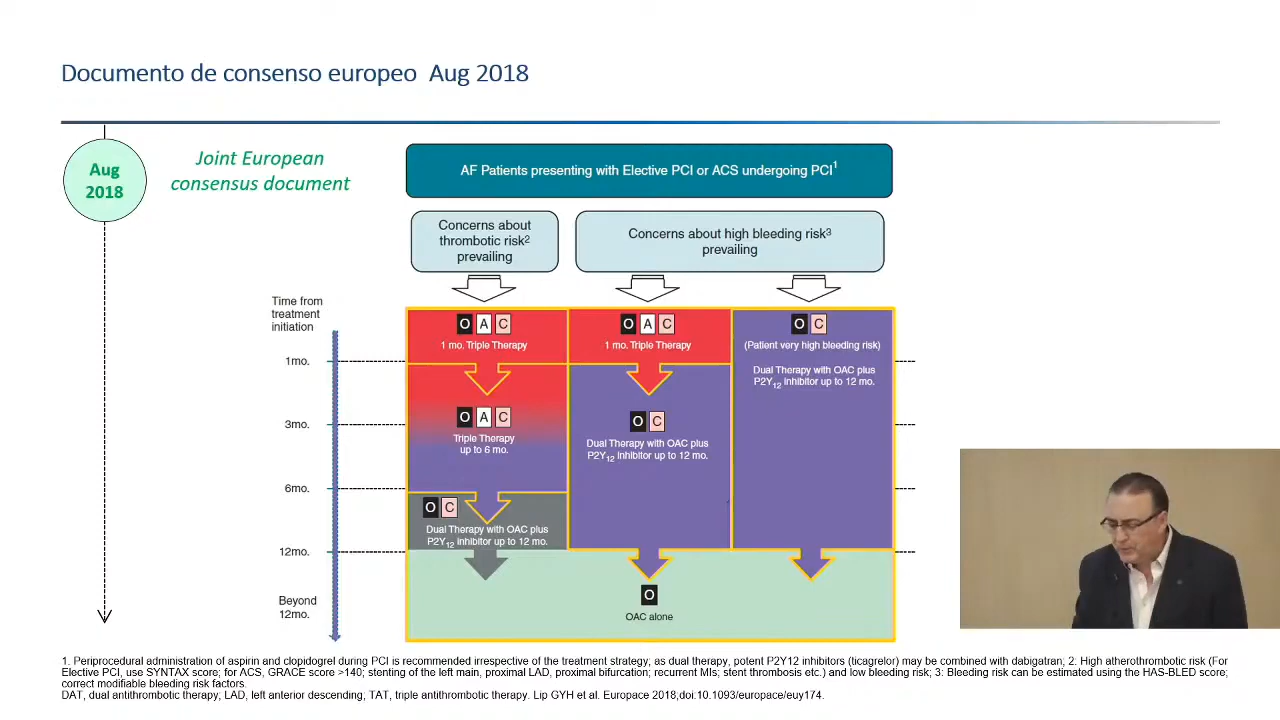 Documento de consenso europeo Aug 2018
Aug
2018
Joint European
consensus document
AF Patients presenting with Elective PCI or ACS undergoing PCI1
Concerns about
thrombotic risk2
prevailing
Concerns about high bleeding risk3
prevailing
Time from
treatment
initiation
1mo.
3mo.
6mo.
12mo.
Beyond
12mo.
O A C
1 mo. Triple Therapy
O A C
Triple Therapy
up to 6 mo.
O C
Dual Therapy with OAC plus
P2Y12 inhibitor up to 12 mo.
O A C
1 mo. Triple Therapy
O C
Dual Therapy with OAC plus
P2Y12 inhibitor up to 12 mo.
O C
(Patient very high bleeding risk)
Dual Therapy with OAC plus
P2Y12 inhibitor up to 12 mo.
O
OAC alone
1. Periprocedural administration of aspirin and clopidogrel during PCI is recommended irrespective of the treatment strategy; as dual therapy, potent P2Y12 inhibitors (ticagrelor) may be combined with dabigatran; 2: High atherothrombotic risk (For
Elective PCI, use SYNTAX score; for ACS, GRACE score >140; stenting of the left main, proximal LAD, proximal bifurcation; recurrent MIs; stent thrombosis etc.) and low bleeding risk; 3: Bleeding risk can be estimated using the HAS-BLED score;
correct modifiable bleeding risk factors.
DAT, dual antithrombotic therapy; LAD, left anterior descending; TAT, triple antithrombotic therapy. Lip GYH et al. Europace 2018;doi:10.1093/europace/euy174.